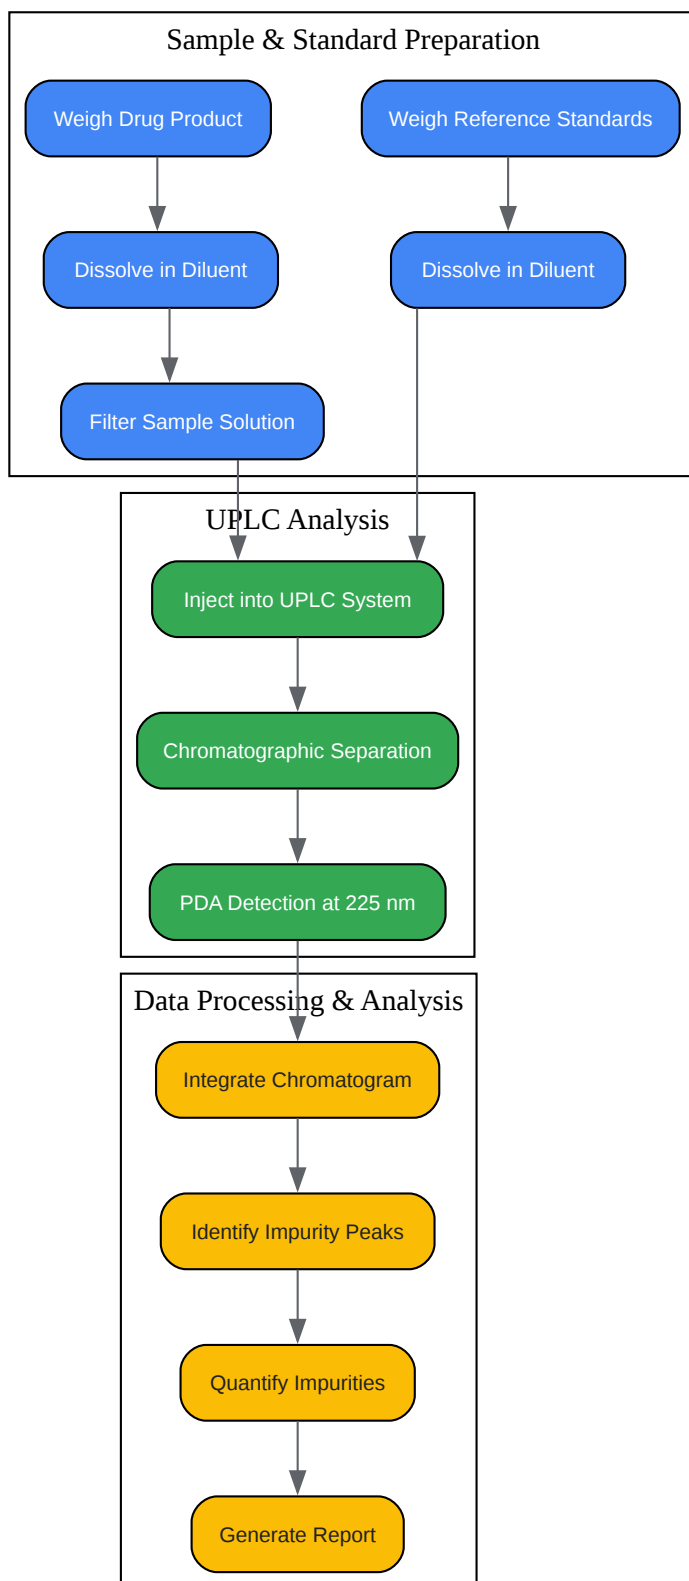 Sample & Standard Preparation
Weigh Drug Product
Weigh Reference Standards
Dissolve in Diluent
Dissolve in Diluent
Filter Sample Solution
UPLC Analysis
Inject into UPLC System
Chromatographic Separation
PDA Detection at 225 nm
Data Processing & Analysis
Integrate Chromatogram
Identify Impurity Peaks
Quantify Impurities
Generate Report